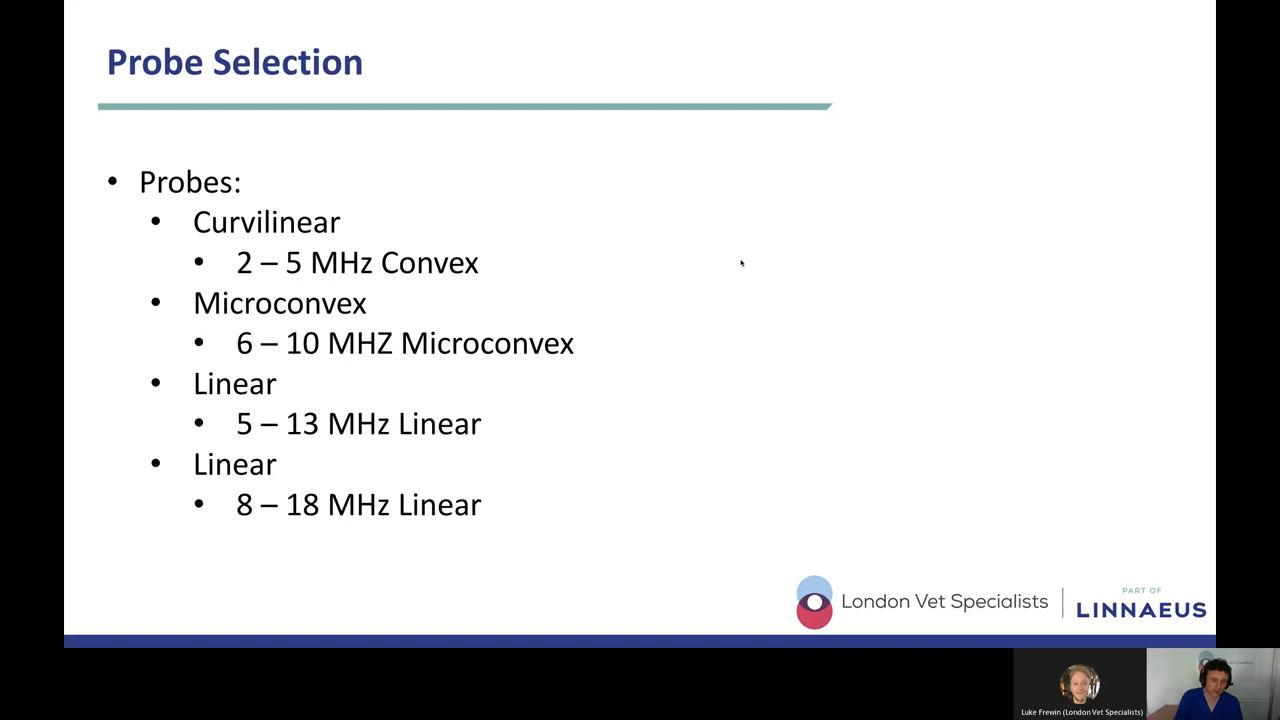 Probe Selection
• Probes:
• Curvilinear
• 2 – 5 MHz Convex
• Microconvex
• 6 – 10 MHZ Microconvex
• Linear
• 5 – 13 MHz Linear
• Linear
• 8 – 18 MHz Linear
London Vet Specialists
PART OF
LINNAEUS
Luke Frewin (London Vet Specialists)